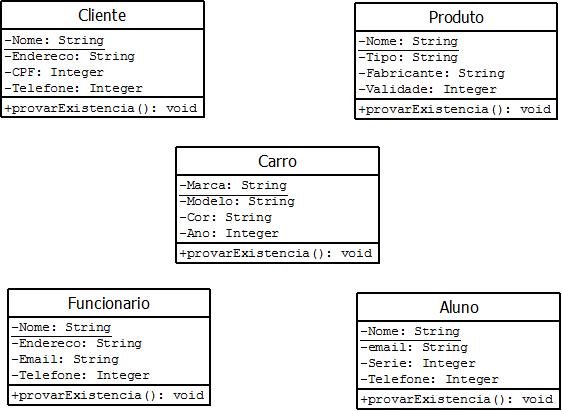 Cliente
-Nome: String
-Endereco: String
-CPF: Integer
-Telefone: Integer
+provarExistencia(): void
Produto
-Nome: String
-Tipo: String
-Fabricante: String
-Validade: Integer
+provarExistencia(): void
Carro
-Marca: String
-Modelo: String
-Cor: String
-Ano: Integer
+provarExistencia(): void
Funcionario
-Nome: String
-Endereco: String
-Email: String
-Telefone: Integer
+provarExistencia(): void
Aluno
-Nome: String
-email: String
-Serie: Integer
-Telefone: Integer
+provarExistencia(): void